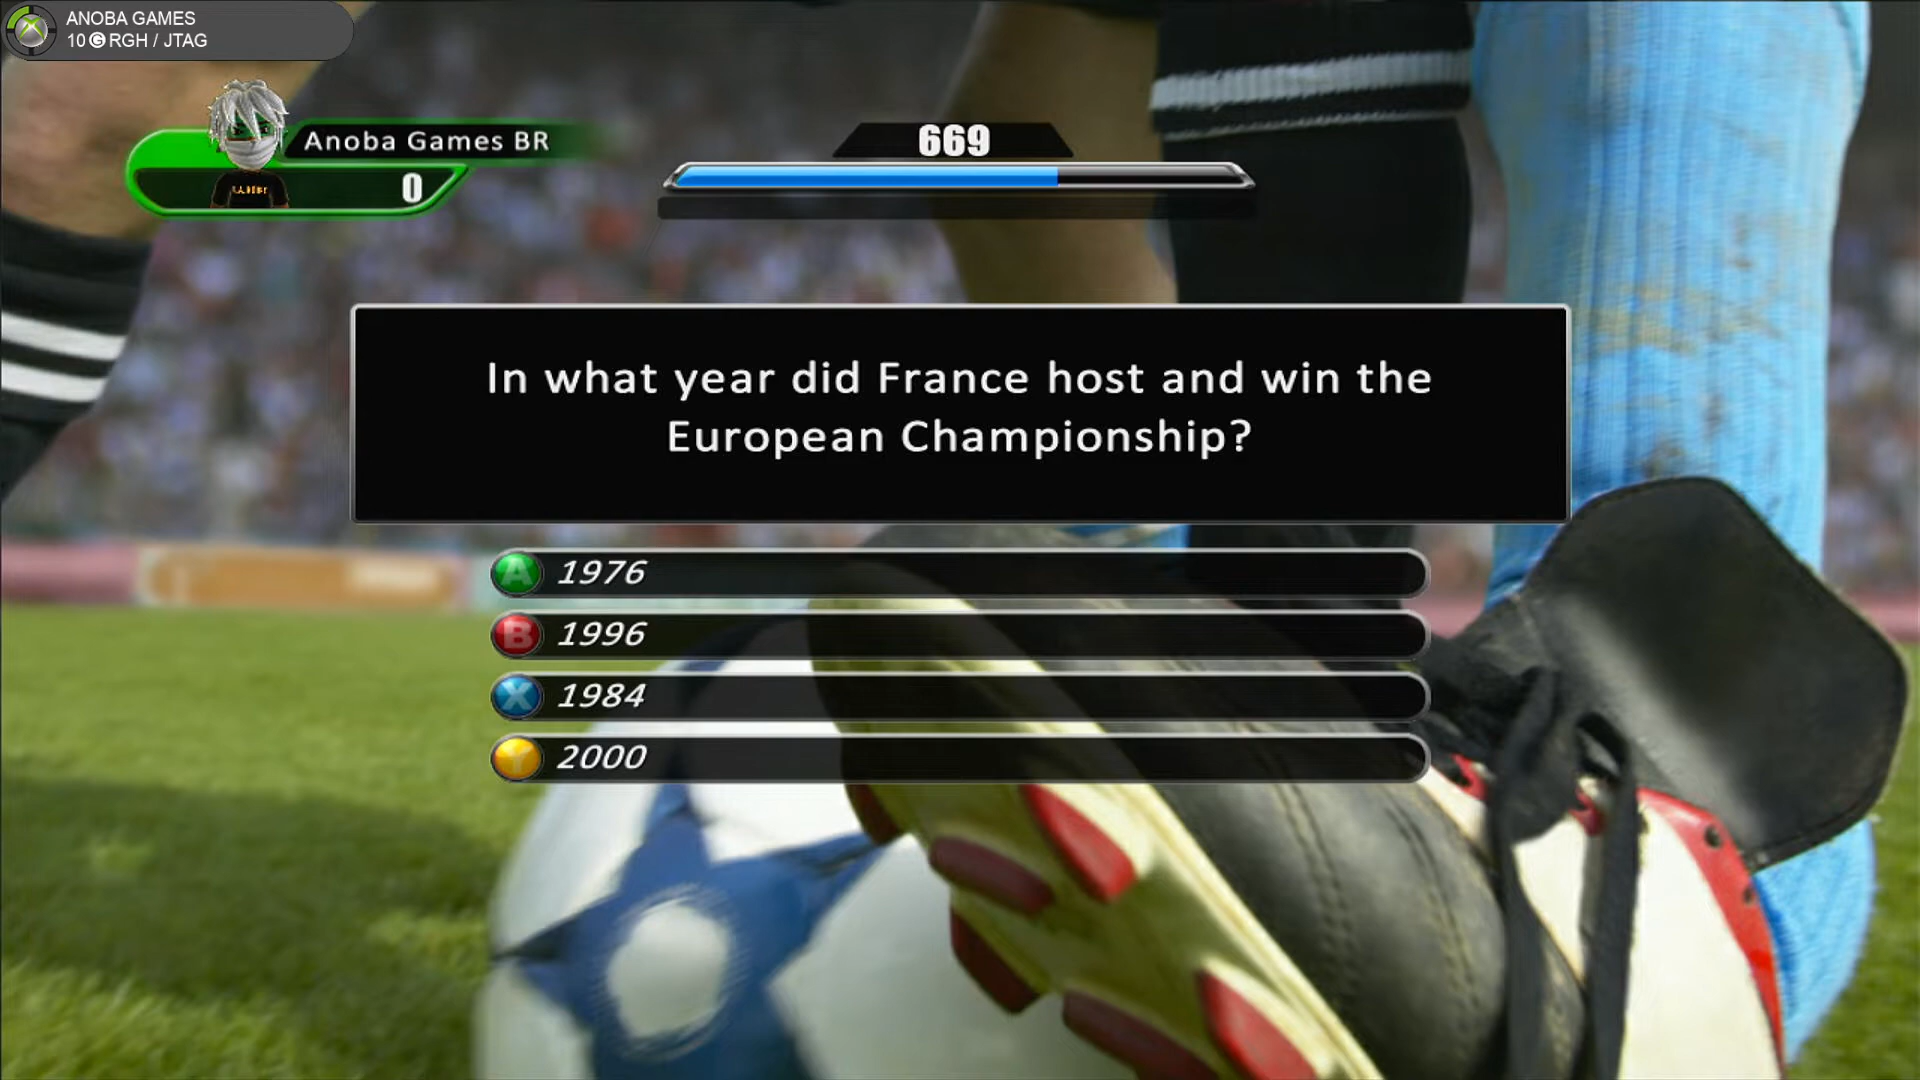 ANOBA GAMES
10 G RGH / JTAG
Anoba Games BR
0
669
In what year did France host and win the
European Championship?
A 1976
B 1996
X 1984
Y 2000